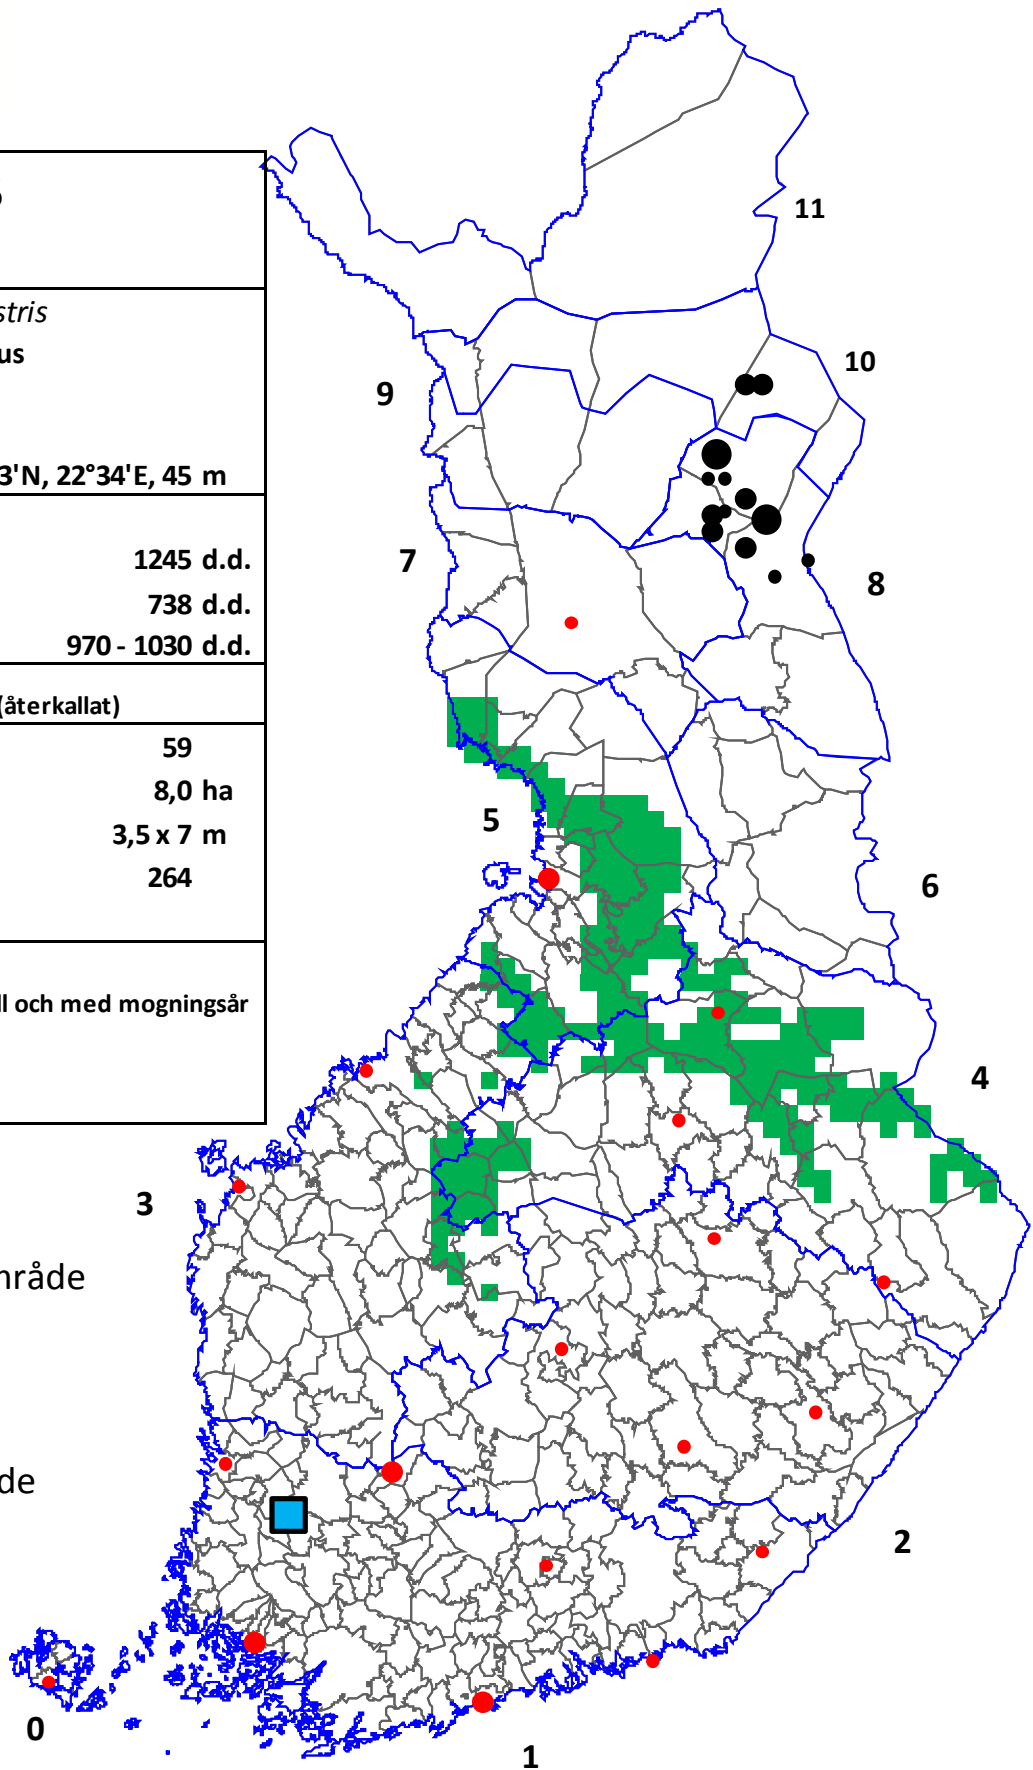 stris
us
3'N, 22°34'E, 45 m
1245 d.d.
738 d.d.
970 - 1030 d.d.
(återkallat)
59
8,0 ha
3,5 x 7 m
264
ll och med mogningsår
nråde
de
11
10
9
8
7
6
5
4
3
2
1
0